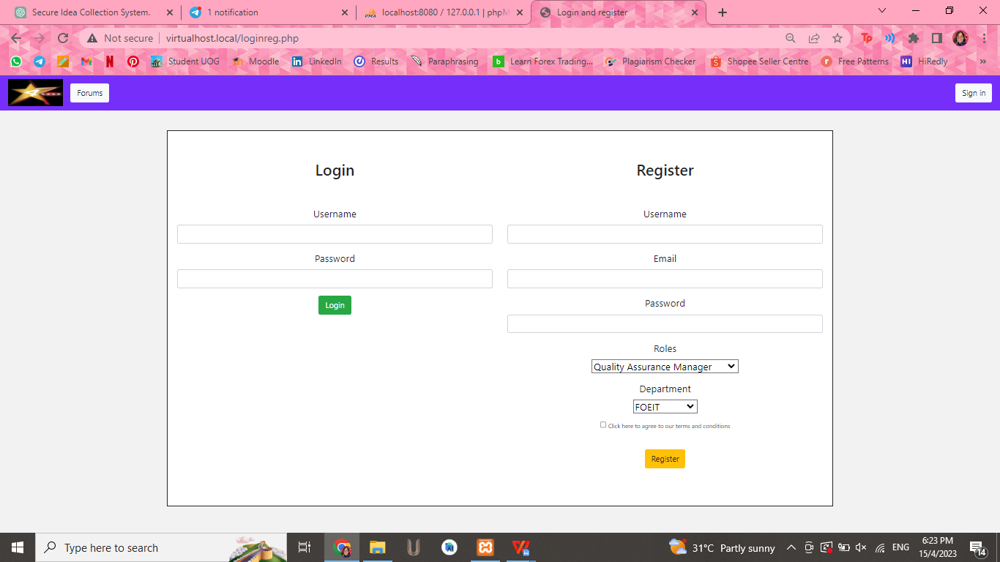 Secure Idea Collection System.
1 notification
PMA
localhost:8080 / 127.0.0.1 | phpM
Login and register
Not secure
virtualhost.local/loginreg.php
Tp
N
Student UOG
Moodle
in
LinkedIn
Results
Paraphrasing
b
Learn Forex Trading...
Plagiarism Checker
Shopee Seller Centre
r
Free Patterns
HI
HiRedly
»
Forums
Sign in
Login
Register
Username
Username
Password
Email
Login
Password
Roles
Quality Assurance Manager
Department
FOEIT
Click here to agree to our terms and conditions
Register
Type here to search
31°C Partly sunny
ENG
6:23 PM
15/4/2023
14